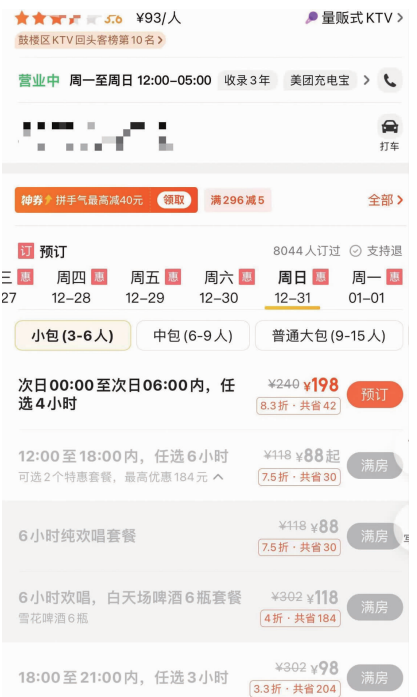 3.6 ¥93/人 量贩式KTV
鼓楼区KTV回头客榜第10名
营业中 周一至周日 12:00-05:00 收录3年 美团充电宝
打车
神券 拼手气最高减40元 领取 满296减5 全部
订 预订 8044人订过 支持退
三 惠 周四 惠 周五 惠 周六 惠 周日 惠 周一 惠
27 12-28 12-29 12-30 12-31 01-01
小包(3-6人) 中包(6-9人) 普通大包(9-15人)
次日00:00至次日06:00内，任
选4小时
¥240 ¥198
8.3折·共省42
预订
12:00至18:00内，任选6小时
可选2个特惠套餐，最高优惠184元
¥118 ¥88起
7.5折·共省30
满房
6小时纯欢唱套餐
¥118 ¥88
7.5折·共省30
满房
6小时欢唱，白天场啤酒6瓶套餐
雪花啤酒6瓶
¥302 ¥118
4折·共省184
满房
18:00至21:00内，任选3小时
¥302 ¥98
3.3折·共省204
满房